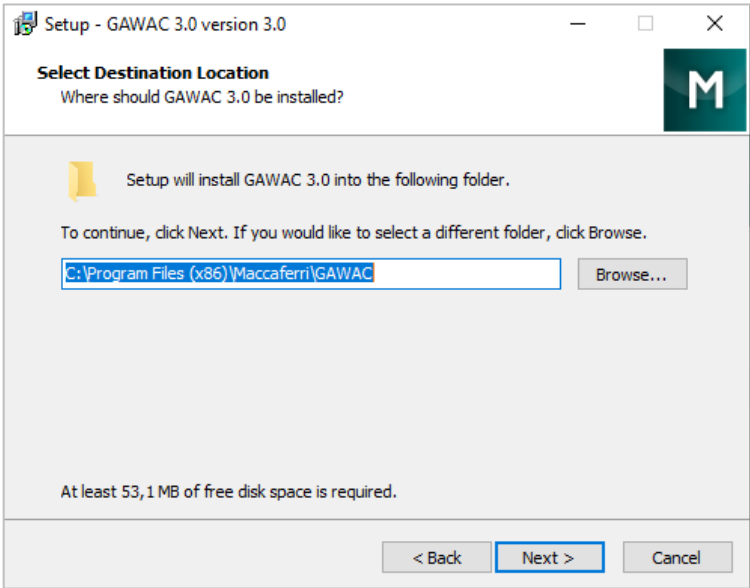 Setup - GAWAC 3.0 version 3.0
Select Destination Location
Where should GAWAC 3.0 be installed?
M
Setup will install GAWAC 3.0 into the following folder.
To continue, click Next. If you would like to select a different folder, click Browse.
C:\Program Files (x86)\Maccaferri\GAWAC
Browse...
At least 53,1 MB of free disk space is required.
< Back
Next >
Cancel